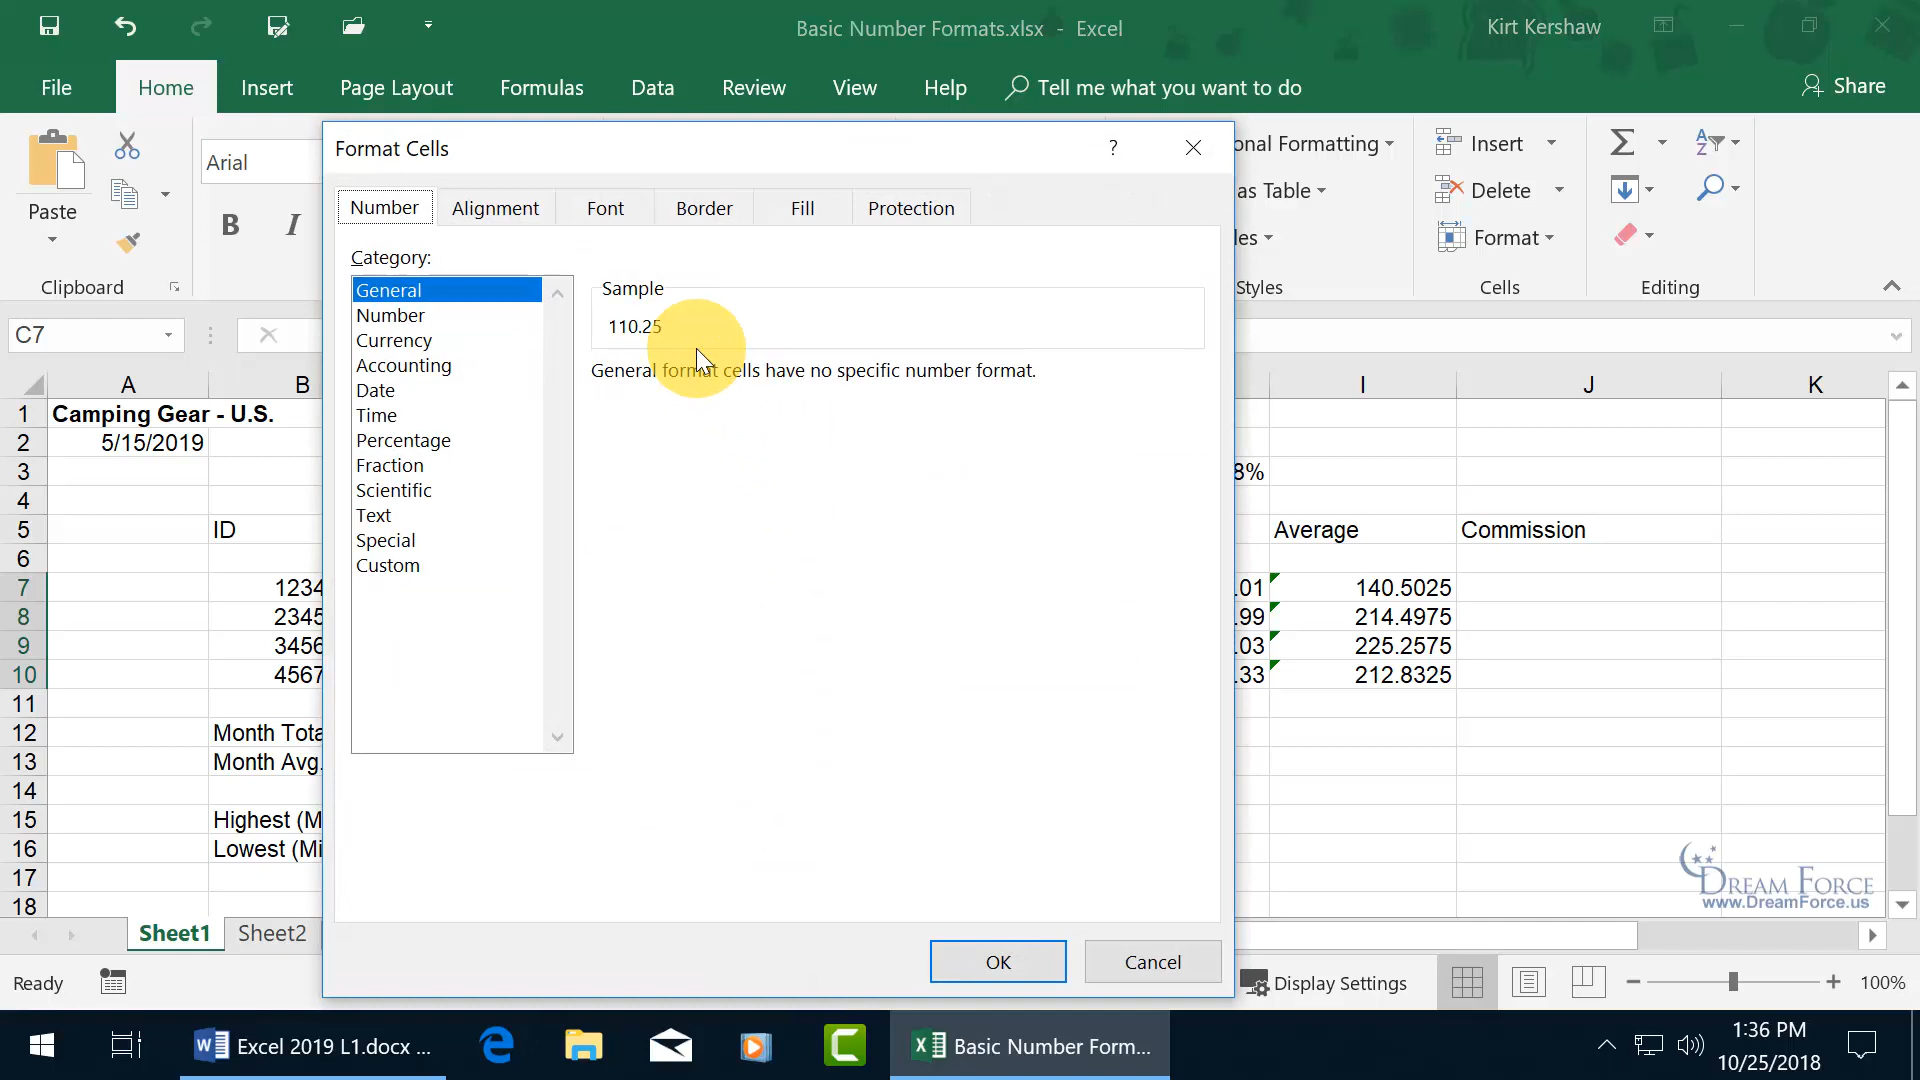 Basic Number Formats.xlsx - Excel
Kirt Kershaw
File Home Insert Page Layout Formulas Data Review View Help Tell me what you want to do Share
Paste
Clipboard
Arial
B I
Format Cells ?
onal Formatting
as Table
les
Styles
Insert
Delete
Format
Cells
Editing
Number Alignment Font Border Fill Protection
Category:
General
Number
Currency
Accounting
Date
Time
Percentage
Fraction
Scientific
Text
Special
Custom
Sample
110.25
General format cells have no specific number format.
OK Cancel
C7
A B I J K
1 Camping Gear - U.S.
2 5/15/2019
3 8%
4
5 ID Average Commission
6
7 1234 .01 140.5025
8 2345 .99 214.4975
9 3456 .03 225.2575
10 4567 .33 212.8325
11
12 Month Tota
13 Month Avg.
14
15 Highest (M
16 Lowest (Mi
17
18
DREAM FORCE
www.DreamForce.us
Sheet1 Sheet2
Ready Display Settings 100%
Excel 2019 L1.docx ...
Basic Number Form...
1:36 PM
10/25/2018